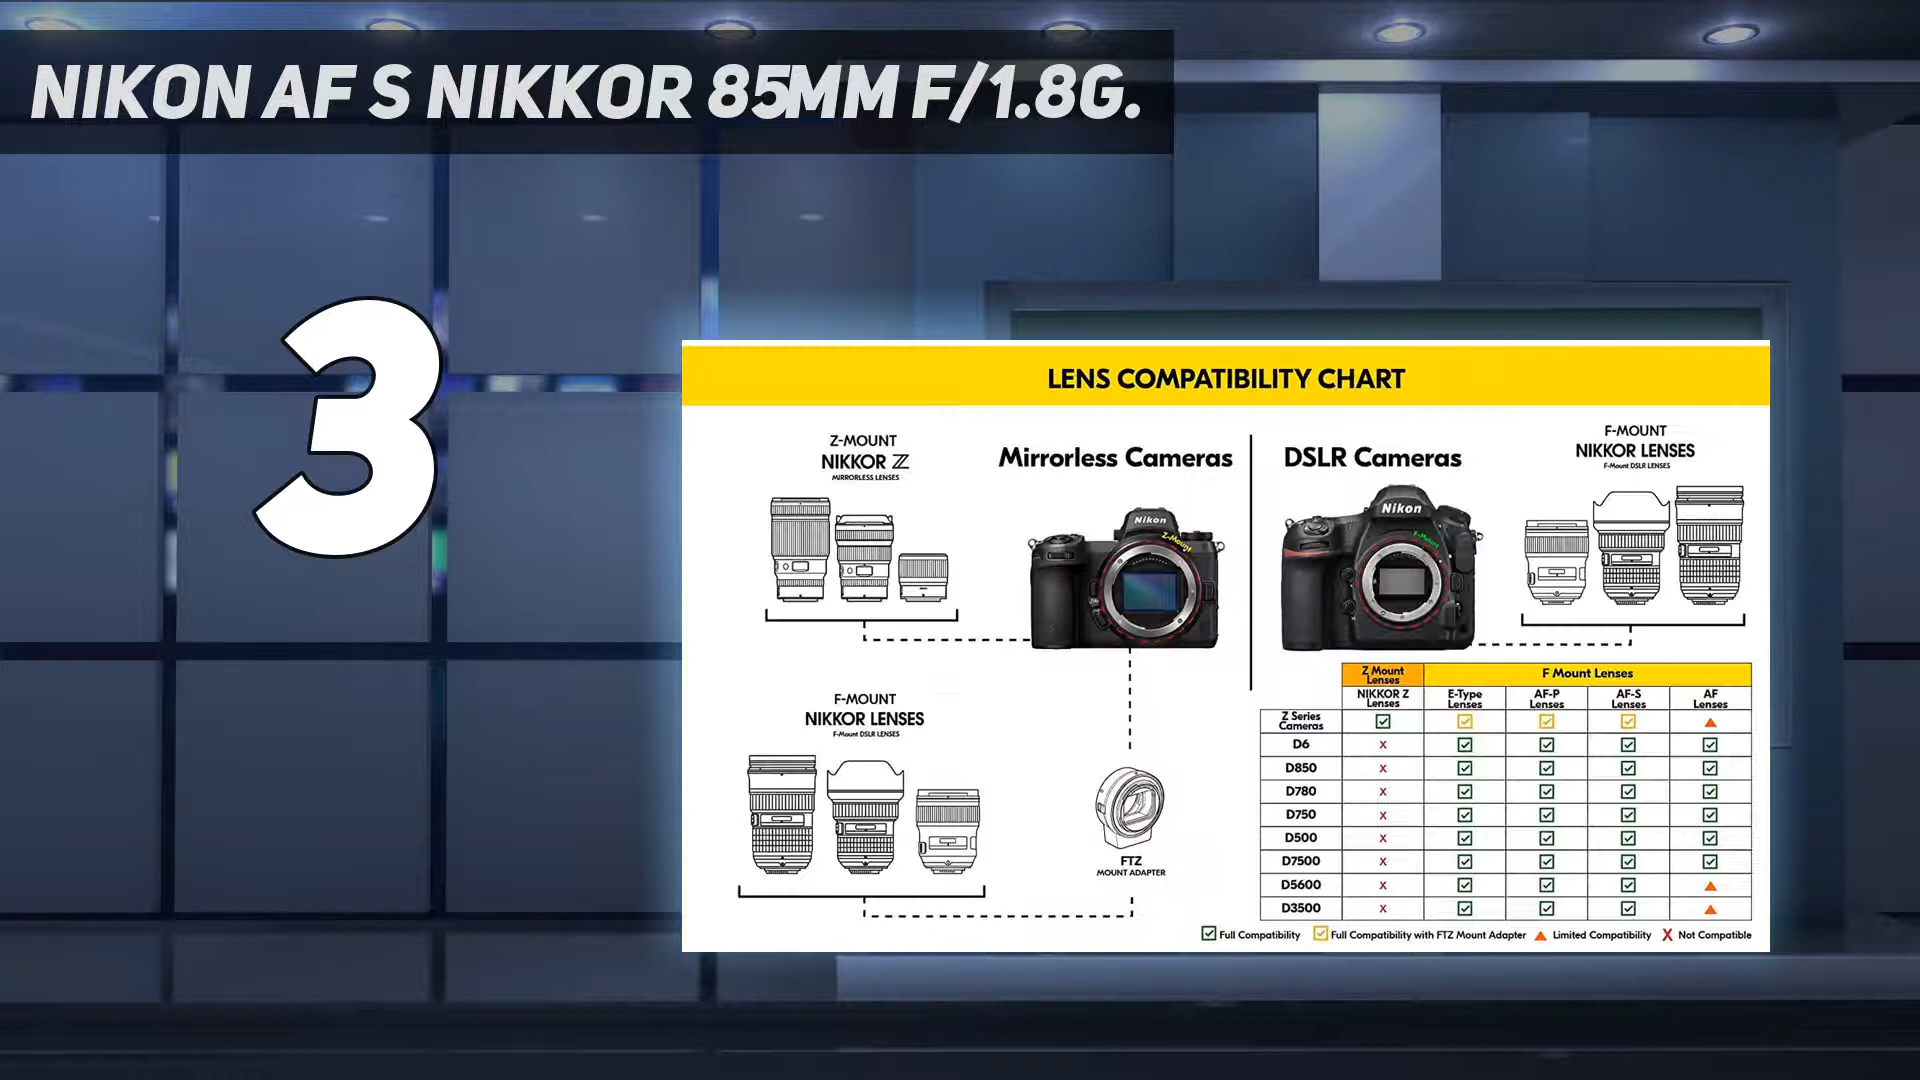 NIKON AF S NIKKOR 85MM F/1.8G.
3
LENS COMPATIBILITY CHART
Z-MOUNT
NIKKOR Z
MIRRORLESS LENSES
Mirrorless Cameras
Nikon
Z-Mount
DSLR Cameras
Nikon
F-Mount
F-MOUNT
NIKKOR LENSES
F-Mount DSLR LENSES
F-MOUNT
NIKKOR LENSES
F-Mount DSLR LENSES
FTZ
MOUNT ADAPTER
Z Mount Lenses F Mount Lenses
NIKKOR Z Lenses E-Type Lenses AF-P Lenses AF-S Lenses AF Lenses
Z Series Cameras
D6 X
D850 X
D780 X
D750 X
D500 X
D7500 X
D5600 X
D3500 X
Full Compatibility Full Compatibility with FTZ Mount Adapter Limited Compatibility X Not Compatible